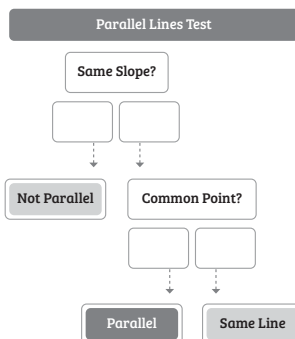 Parallel Lines Test
Same Slope?
Not Parallel
Common Point?
Parallel
Same Line